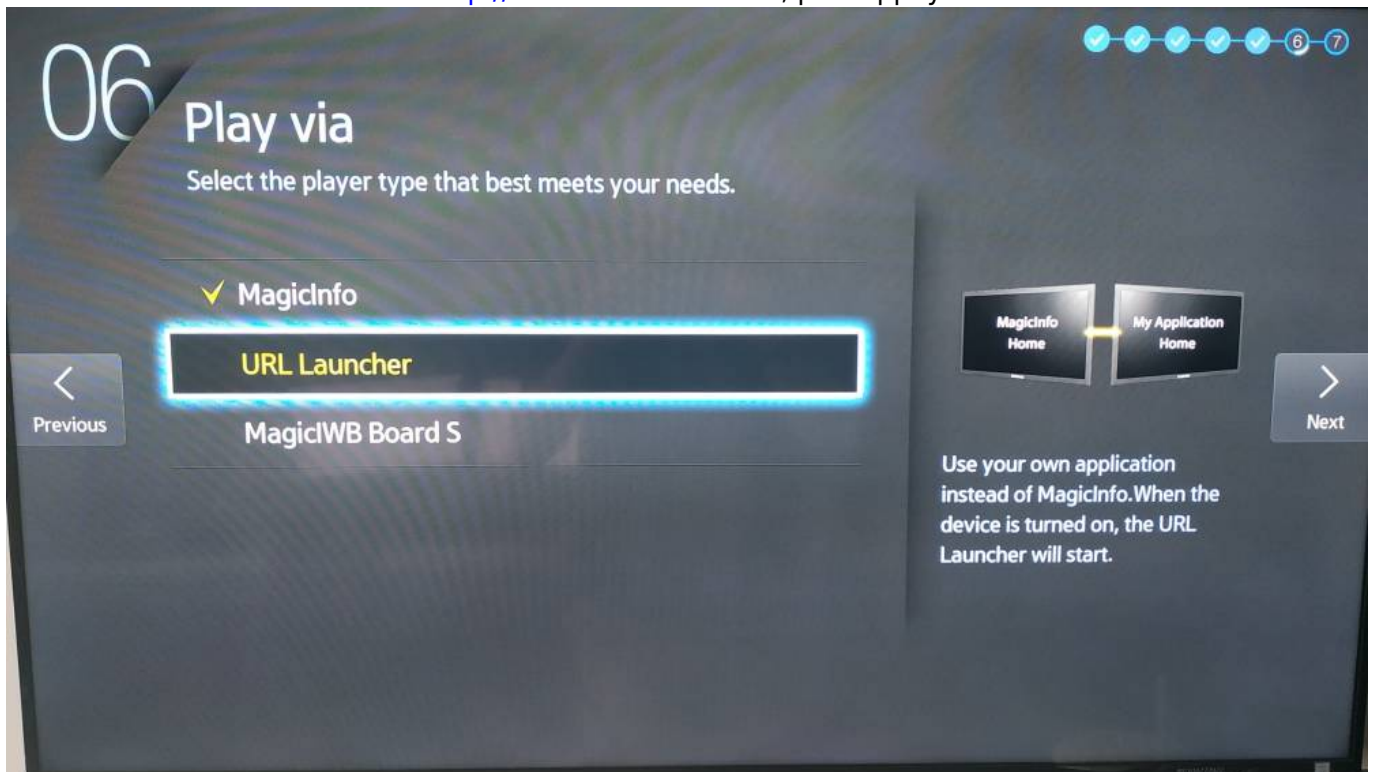 06
6 7
Play via
Select the player type that best meets your needs.
MagicInfo
URL Launcher
MagicIWB Board S
Previous
Next
MagicInfo
Home
My Application
Home
Use your own application
instead of MagicInfo.When the
device is turned on, the URL
Launcher will start.